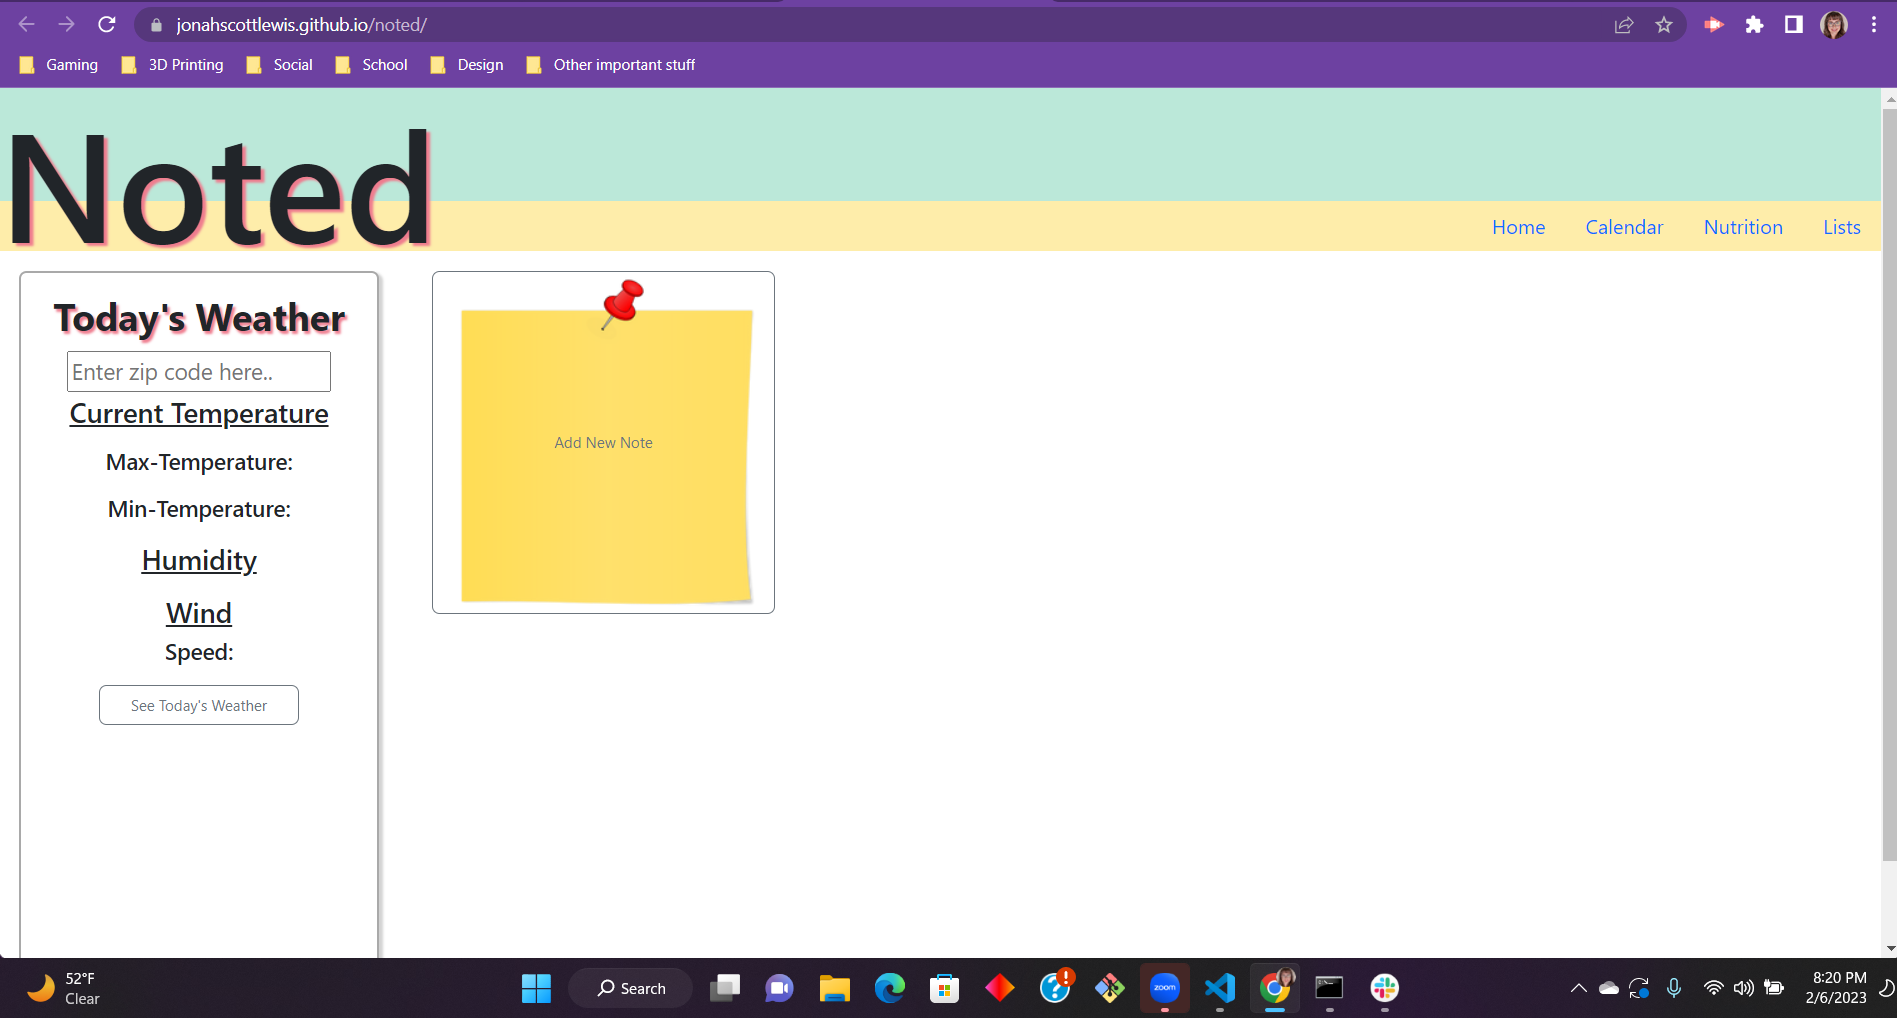 jonahscottlewis.github.io/noted/
Gaming 3D Printing Social School Design Other important stuff
Noted
Home Calendar Nutrition Lists
Today's Weather
Enter zip code here..
Current Temperature
Max-Temperature:
Min-Temperature:
Humidity
Wind
Speed:
See Today's Weather
Add New Note
52°F
Clear
Search
zoom
8:20 PM
2/6/2023